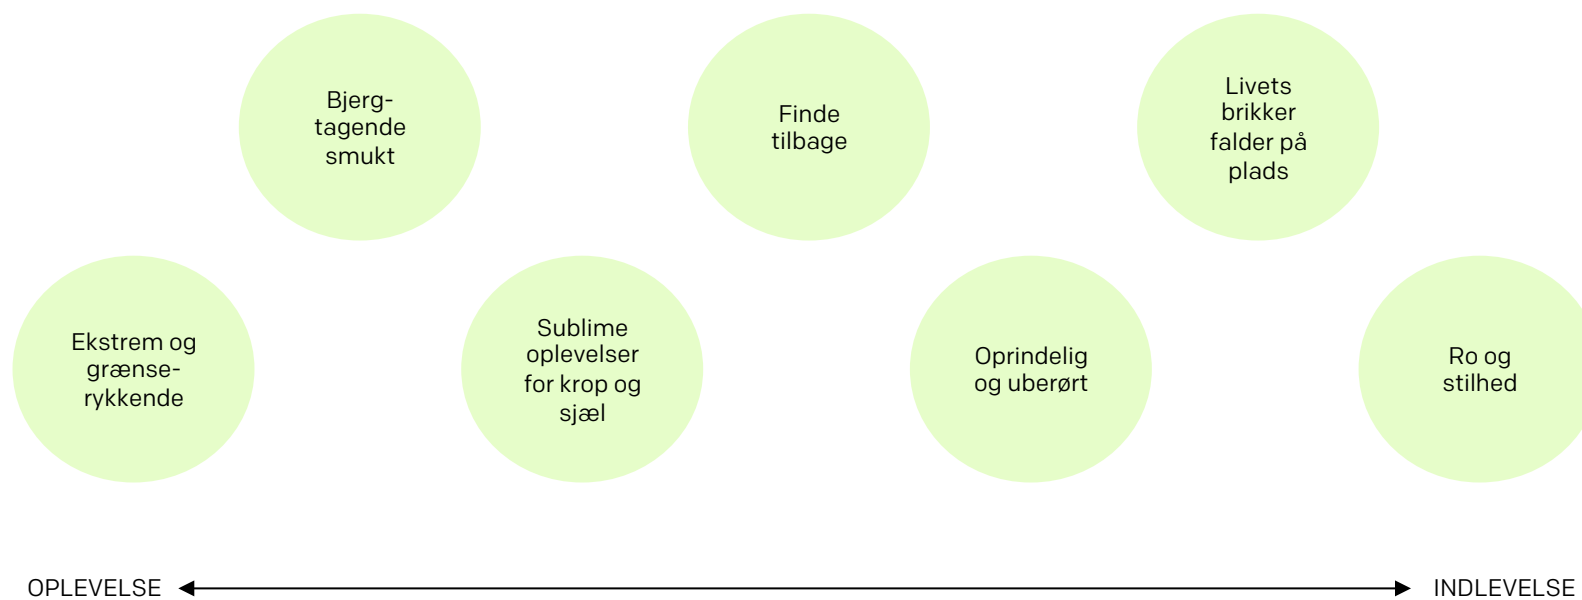 Bjerg-
tagende
smukt
Finde
tilbage
Livets
brikker
falder på
plads
Ekstrem og
grænse-
rykkende
Sublime
oplevelser
for krop og
sjæl
Oprindelig
og uberørt
Ro og
stilhed
OPLEVELSE
INDLEVELSE